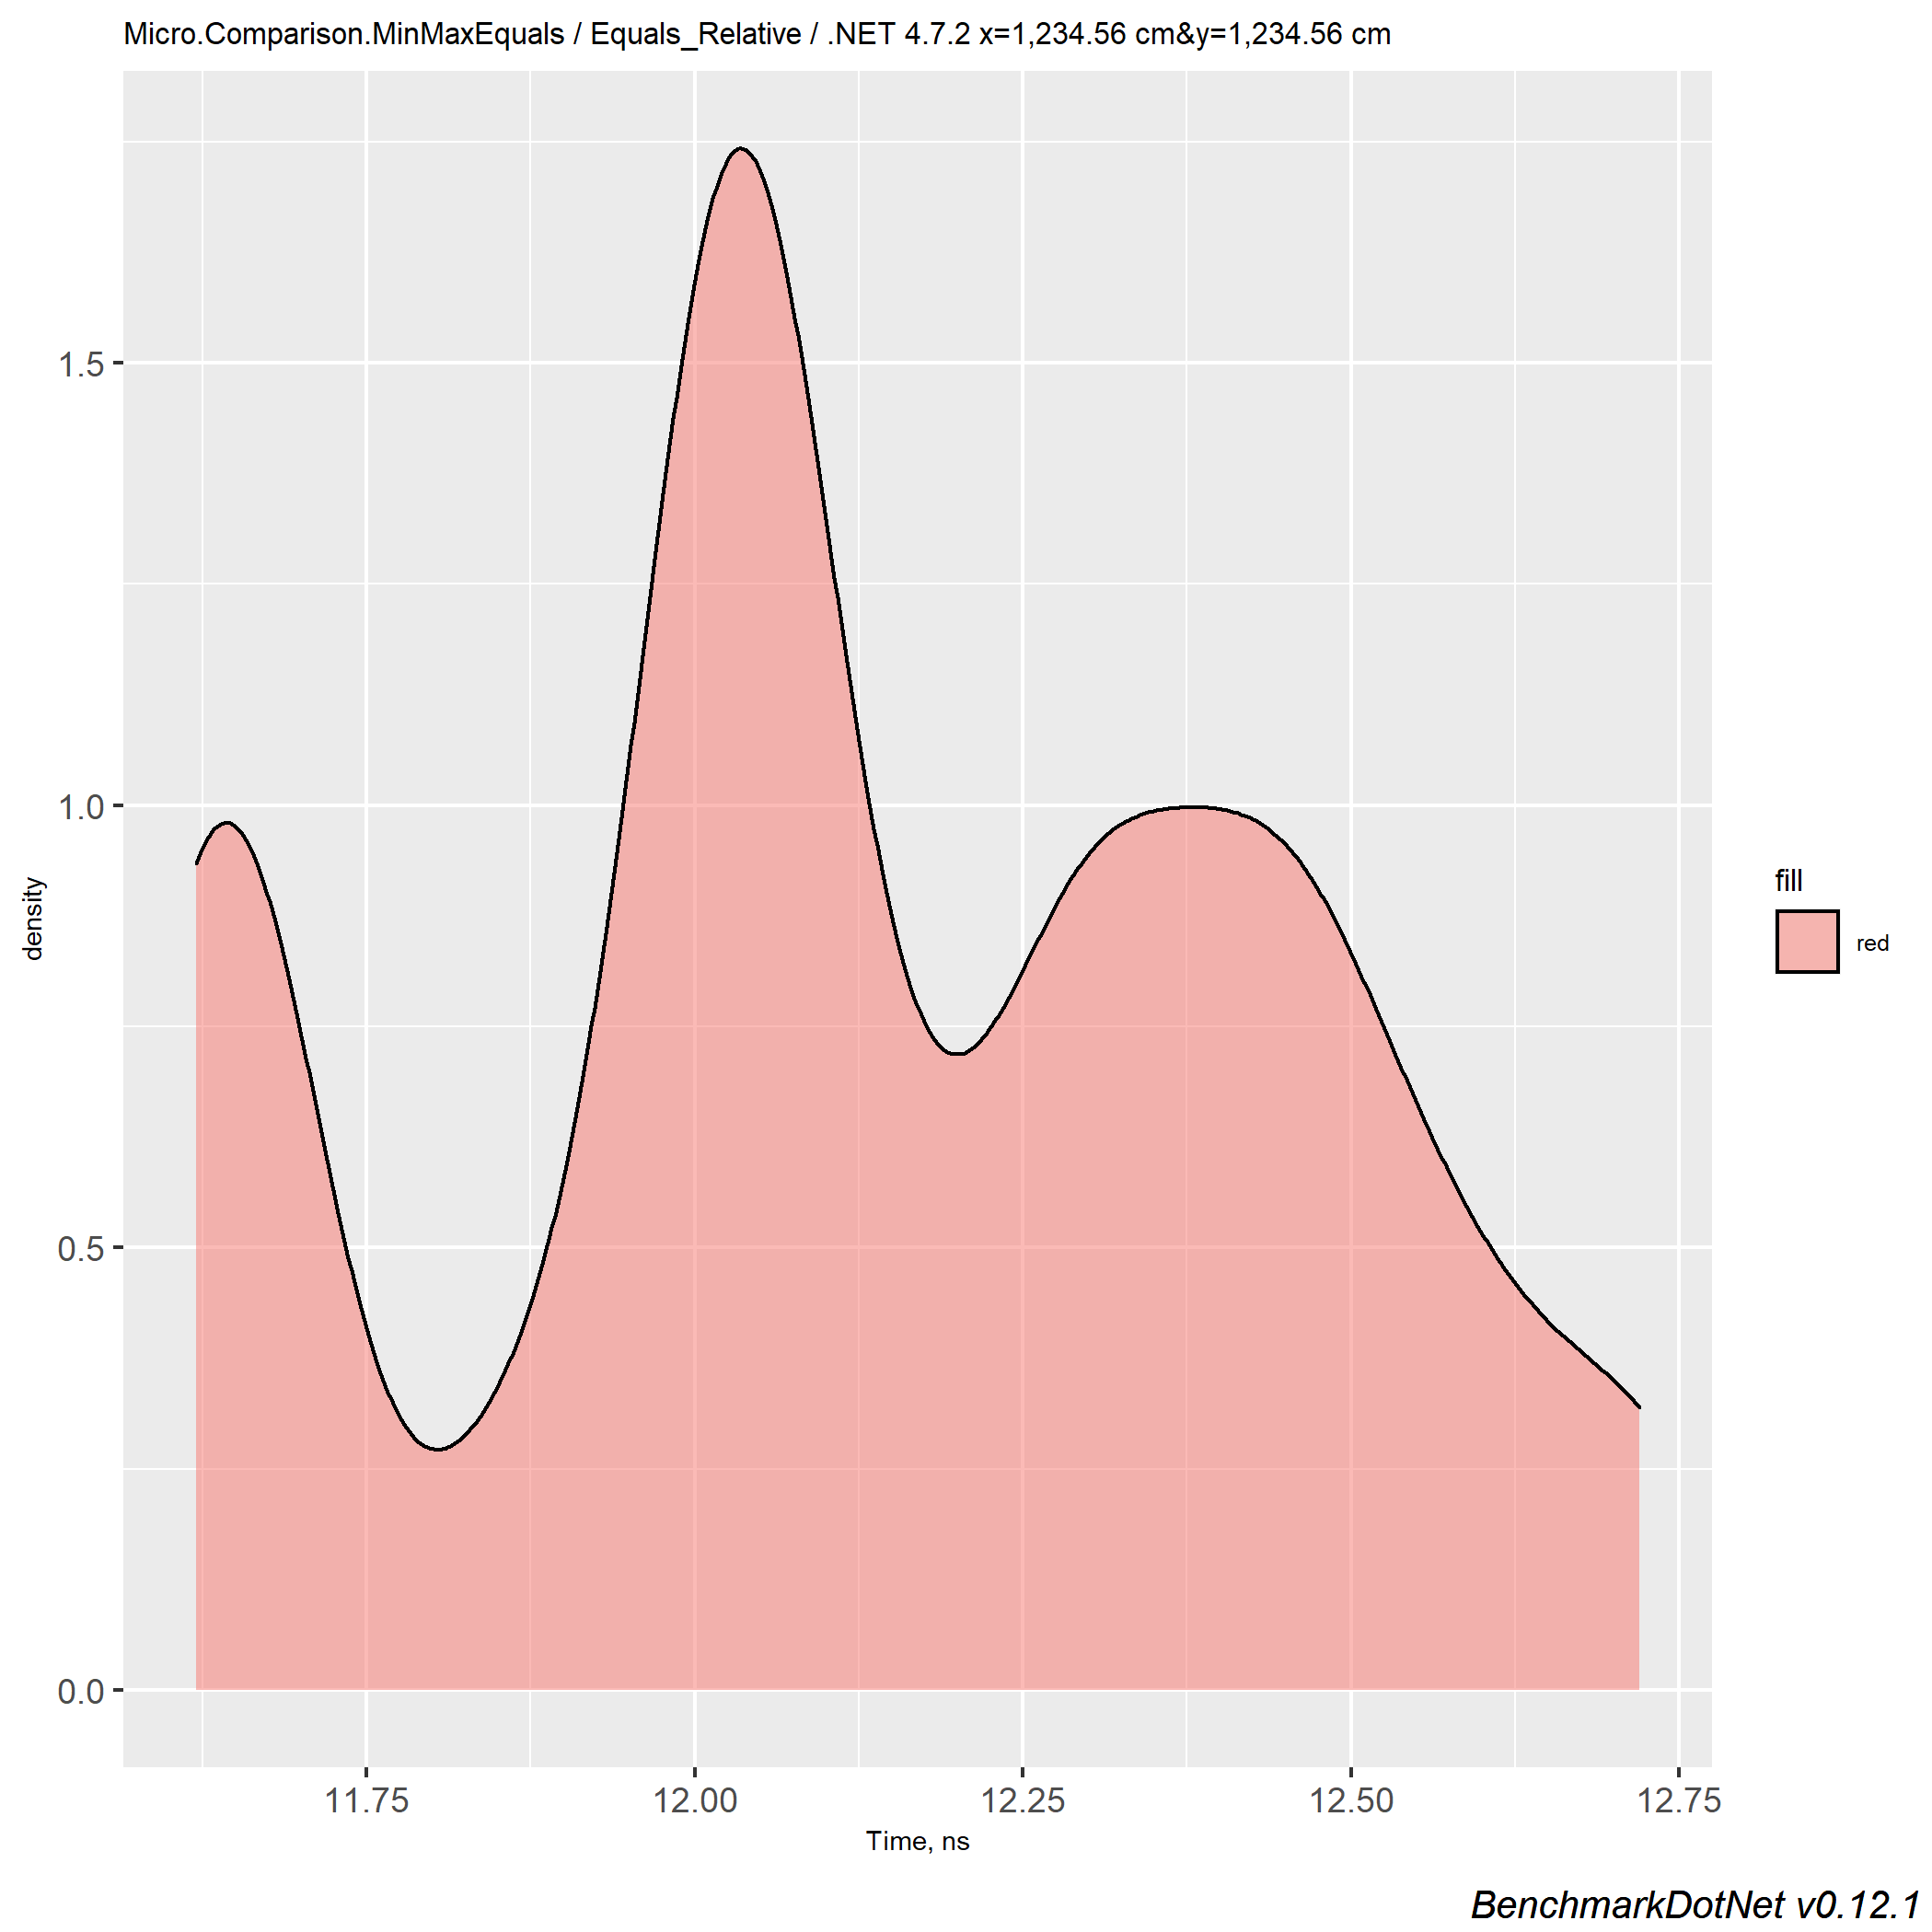 Micro.Comparison.MinMaxEquals / Equals_Relative / .NET 4.7.2 x=1,234.56 cm&y=1,234.56 cm
1.5
1.0
0.5
0.0
density
11.75 12.00 12.25 12.50 12.75
Time, ns
fill
red
BenchmarkDotNet v0.12.1